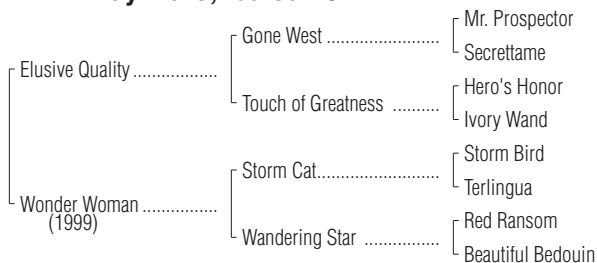 Gone West ........................ Mr. Prospector
Secrettame
Elusive Quality ..................
Touch of Greatness .......... Hero's Honor
Ivory Wand
Storm Cat.......................... Storm Bird
Terlingua
Wonder Woman ................
(1999)
Wandering Star ................ Red Ransom
Beautiful Bedouin